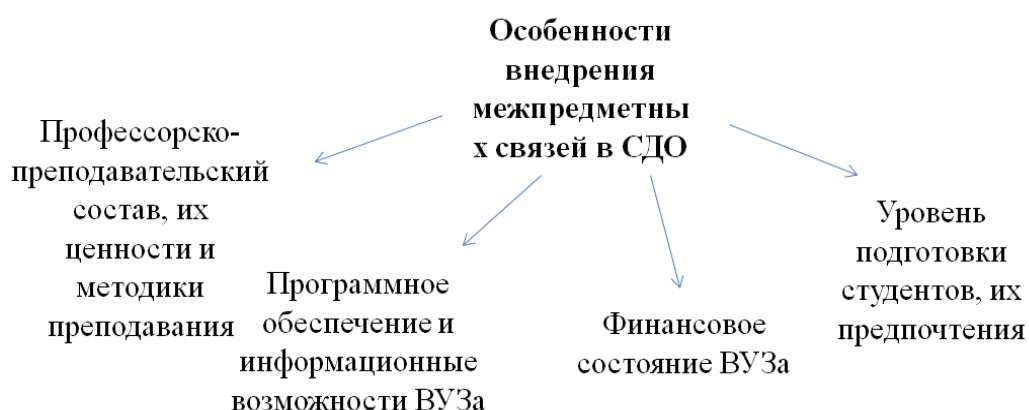 Особенности
внедрения
межпредметны
х связей в СДО
Профессорско-
преподавательский
состав, их
ценности и
методики
преподавания
Программное
обеспечение и
информационные
возможности ВУЗа
Финансовое
состояние ВУЗа
Уровень
подготовки
студентов, их
предпочтения